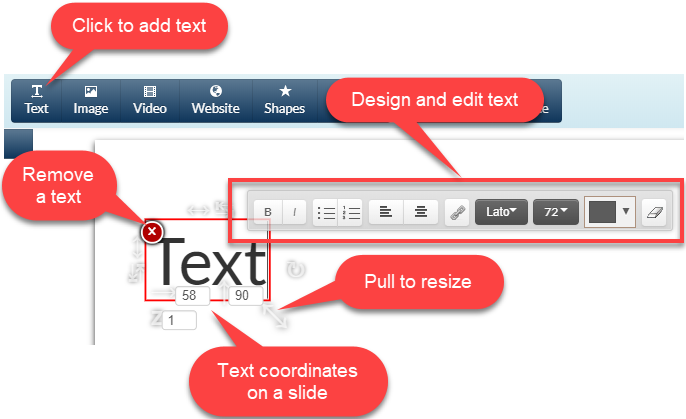 Click to add text
Text Image Video Website Shapes
Design and edit text
Remove
a text
B I
Lato 72
Text
58 90
Z 1
Pull to resize
Text coordinates
on a slide